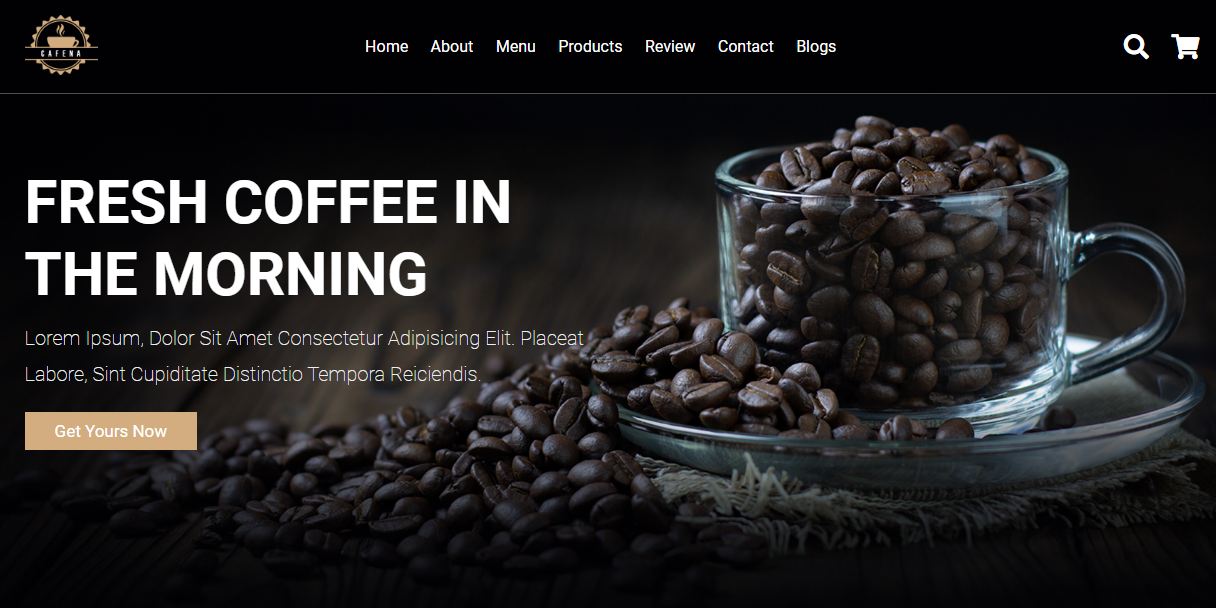 CAFENA
Home About Menu Products Review Contact Blogs
FRESH COFFEE IN
THE MORNING
Lorem Ipsum, Dolor Sit Amet Consectetur Adipisicing Elit. Placeat
Labore, Sint Cupiditate Distinctio Tempora Reiciendis.
Get Yours Now